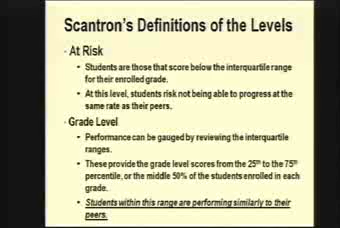 Scantron's Definitions of the Levels
· At Risk
• Students are those that score below the interquartile range
for their enrolled grade.
• At this level, students risk not being able to progress at the
same rate as their peers.
· Grade Level
• Performance can be gauged by reviewing the interquartile
ranges.
• These provide the grade level scores from the 25th to the 75th
percentile, or the middle 50% of the students enrolled in each
grade.
• Students within this range are performing similarly to their
peers.